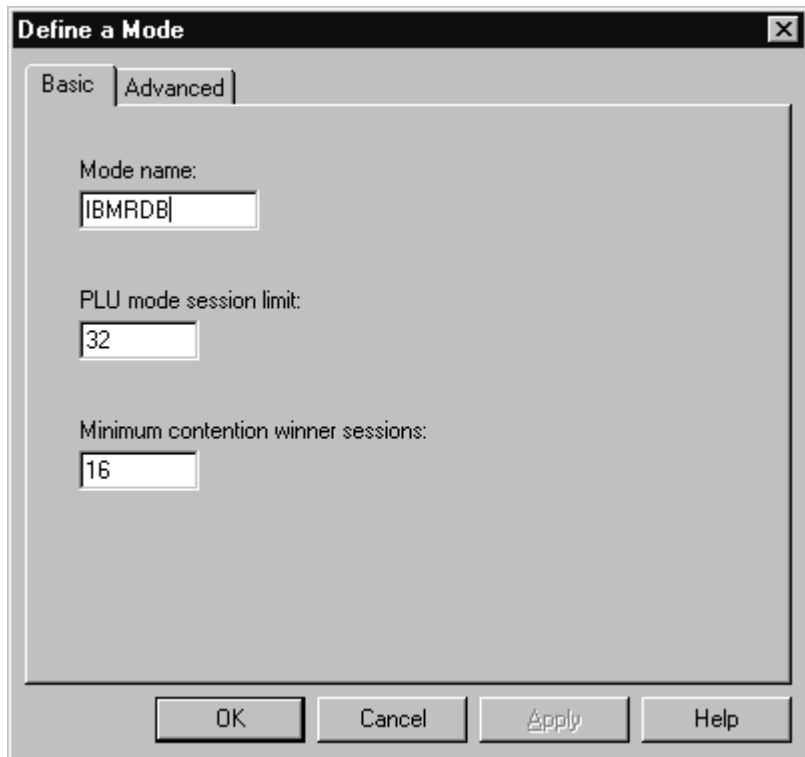 Define a Mode
Basic Advanced
Mode name:
IBMRDB
PLU mode session limit:
32
Minimum contention winner sessions:
16
OK Cancel Apply Help